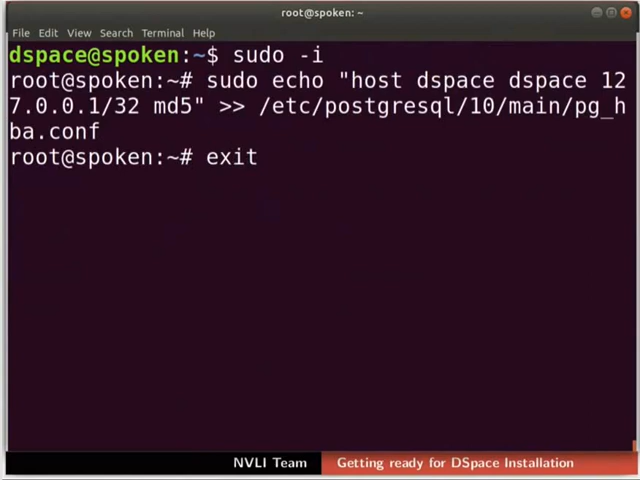 root@spoken: ~
File Edit View Search Terminal Help
dspace@spoken:~$ sudo -i
root@spoken:~# sudo echo "host dspace dspace 12
7.0.0.1/32 md5" >> /etc/postgresql/10/main/pg_h
ba.conf
root@spoken:~# exit
NVLI Team Getting ready for DSpace Installation